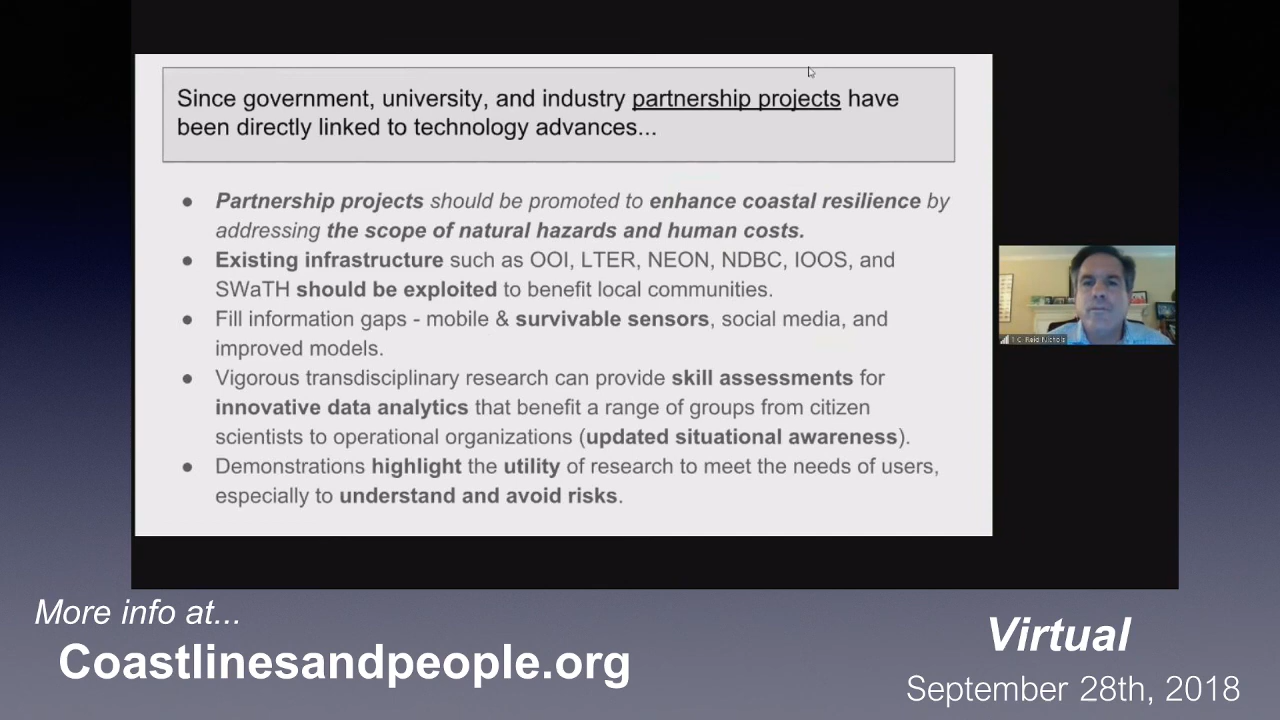 Since government, university, and industry partnership projects have
been directly linked to technology advances...
● Partnership projects should be promoted to enhance coastal resilience by
addressing the scope of natural hazards and human costs.
● Existing infrastructure such as OOI, LTER, NEON, NDBC, IOOS, and
SWaTH should be exploited to benefit local communities.
● Fill information gaps - mobile & survivable sensors, social media, and
improved models.
● Vigorous transdisciplinary research can provide skill assessments for
innovative data analytics that benefit a range of groups from citizen
scientists to operational organizations (updated situational awareness).
● Demonstrations highlight the utility of research to meet the needs of users,
especially to understand and avoid risks.
C. Reid Nichols
More info at...
Coastlinesandpeople.org
Virtual
September 28th, 2018